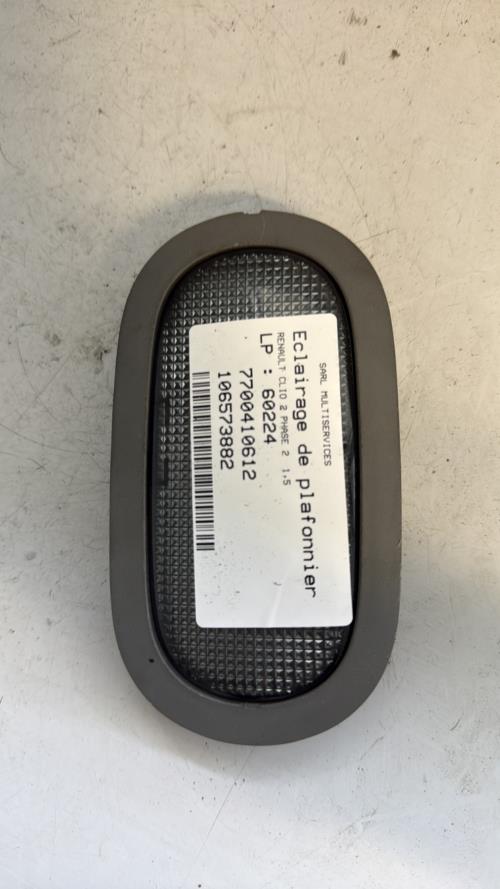 SARL MULTISERVICES
Eclairage de plafonnier
RENAULT CLIO 2 PHASE 2 1,5
LP : 60224
7700410612
106573882